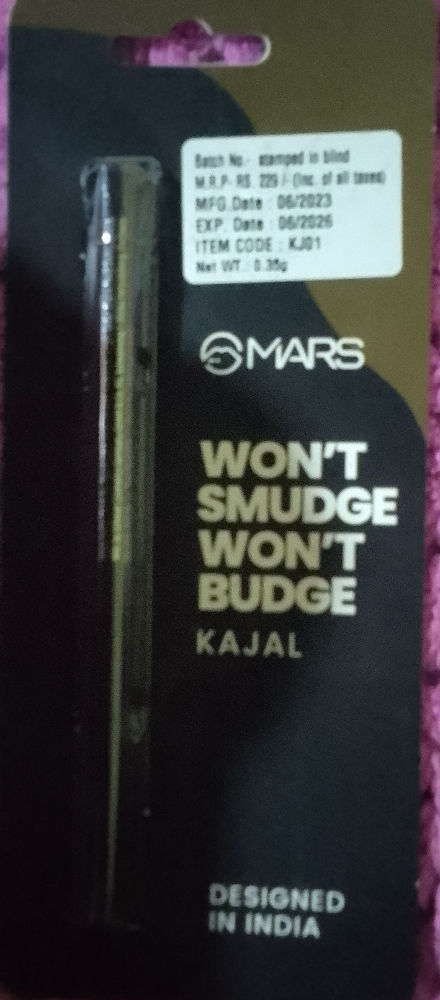 Batch No.- stamped in blind
M.R.P- RS. 229 /- (Inc. of all taxes)
MFG.Date : 06/2023
EXP. Date : 06/2026
ITEM CODE : KJ01
Net WT.: 0.35g
MARS
WON'T
SMUDGE
WON'T
BUDGE
KAJAL
DESIGNED
IN INDIA